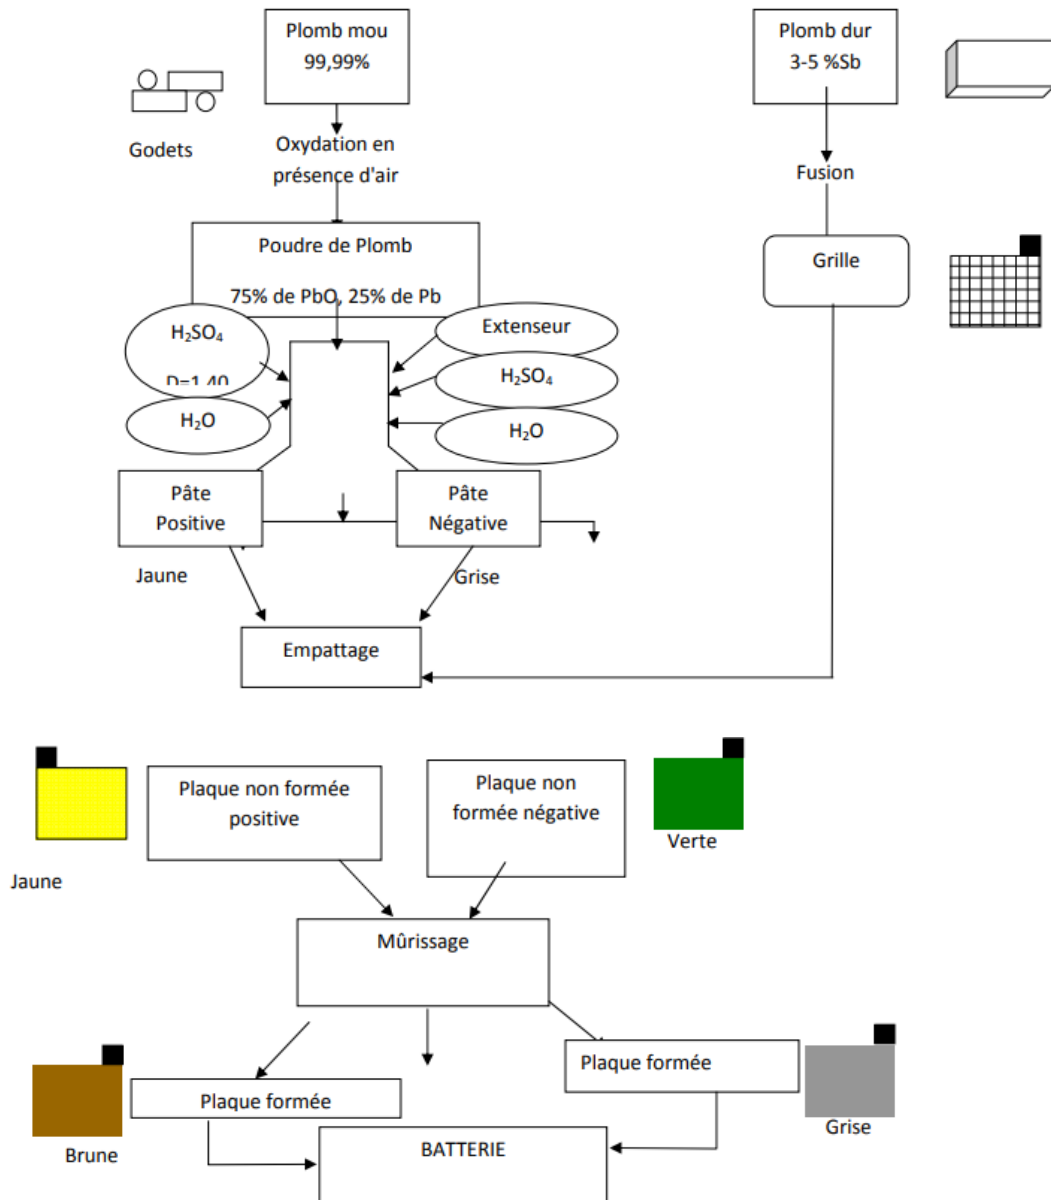 Plomb mou
99,99%
Plomb dur
3-5 %Sb
Godets
Oxydation en
présence d'air
Fusion
Poudre de Plomb
75% de PbO, 25% de Pb
Grille
H₂SO₄
D=1,40
H₂O
Extenseur
H₂SO₄
H₂O
Pâte
Positive
Pâte
Négative
Jaune
Grise
Empattage
Plaque non formée
positive
Plaque non
formée négative
Jaune
Verte
Mûrissage
Plaque formée
Plaque formée
Brune
Grise
BATTERIE